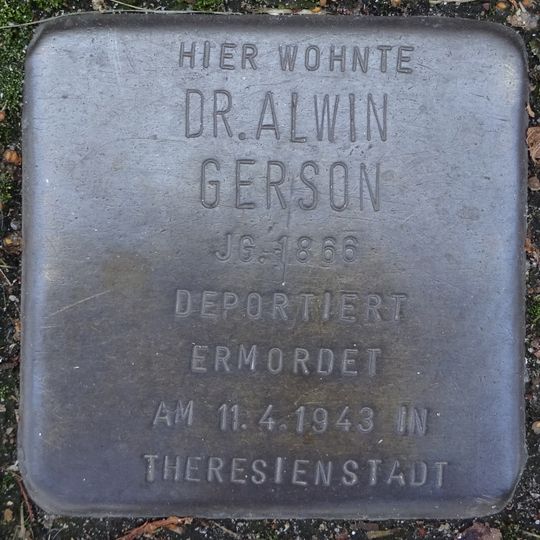 HIER WOHNTE
DR. ALWIN
GERSON
JG. 1866
DEPORTIERT
ERMORDET
AM 11.4.1943 IN
THERESIENSTADT